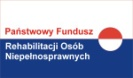 Państwowy Fundusz
Rehabilitacji Osób
Niepełnosprawnych